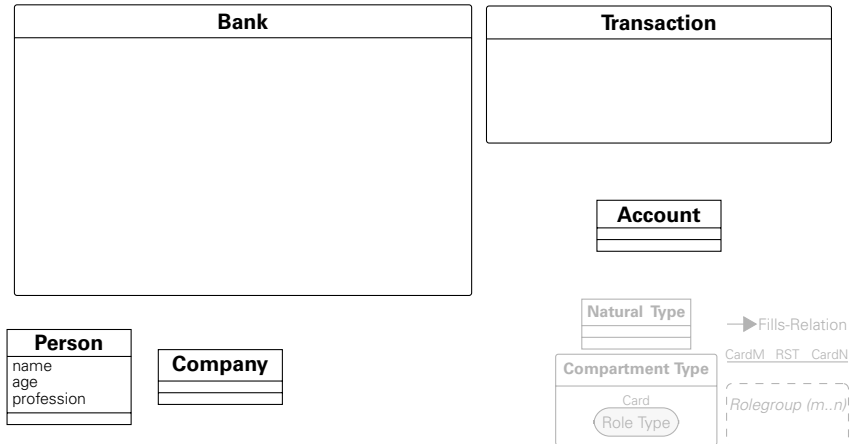 Bank
Transaction
Account
Natural Type
Fills-Relation
Person
name
age
profession
Company
CardM RST CardN
Compartment Type
Card
Role Type
Rolegroup (m..n)